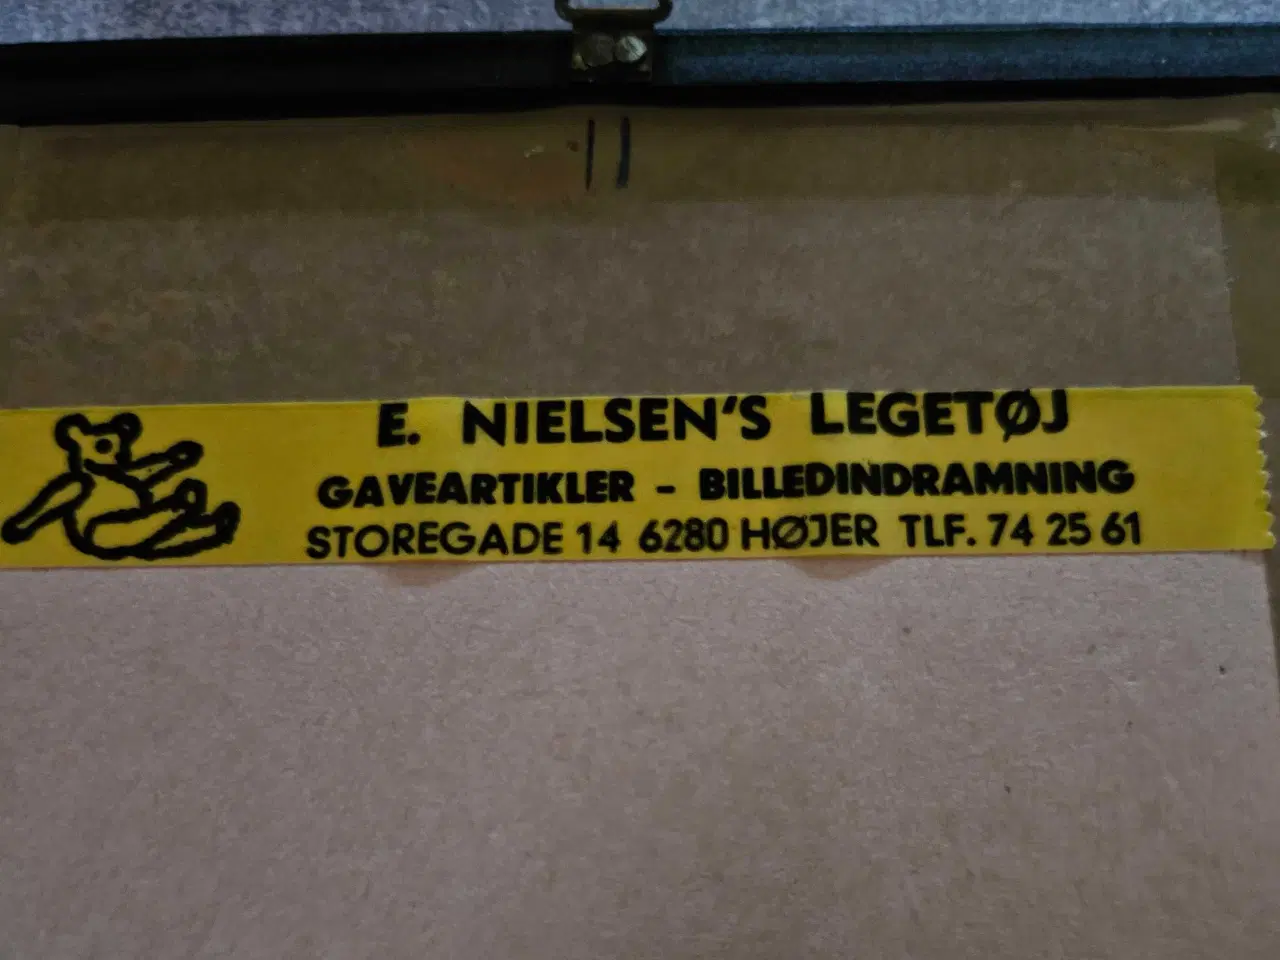 E. NIELSEN'S LEGETØJ
GAVEARTIKLER - BILLEDINDRAMNING
STOREGADE 14 6280 HØJER TLF. 74 25 61